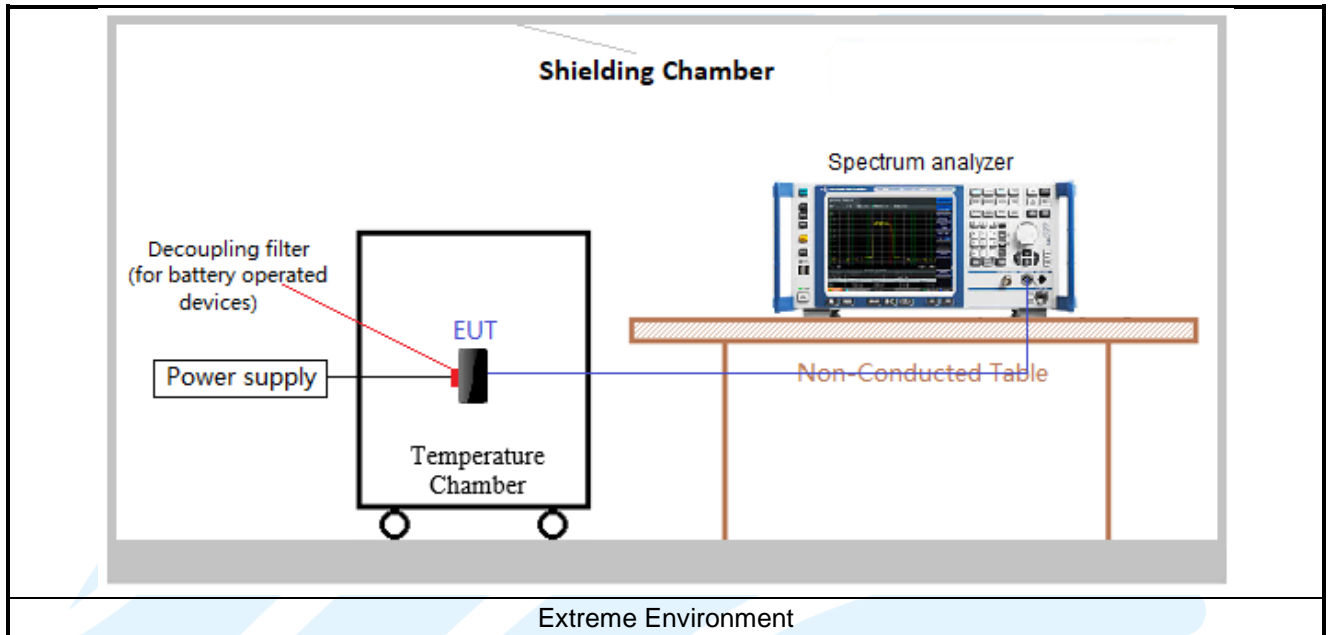 Shielding Chamber
Spectrum analyzer
Decoupling filter
(for battery operated
devices)
EUT
Power supply
Non-Conducted Table
Temperature
Chamber
Extreme Environment